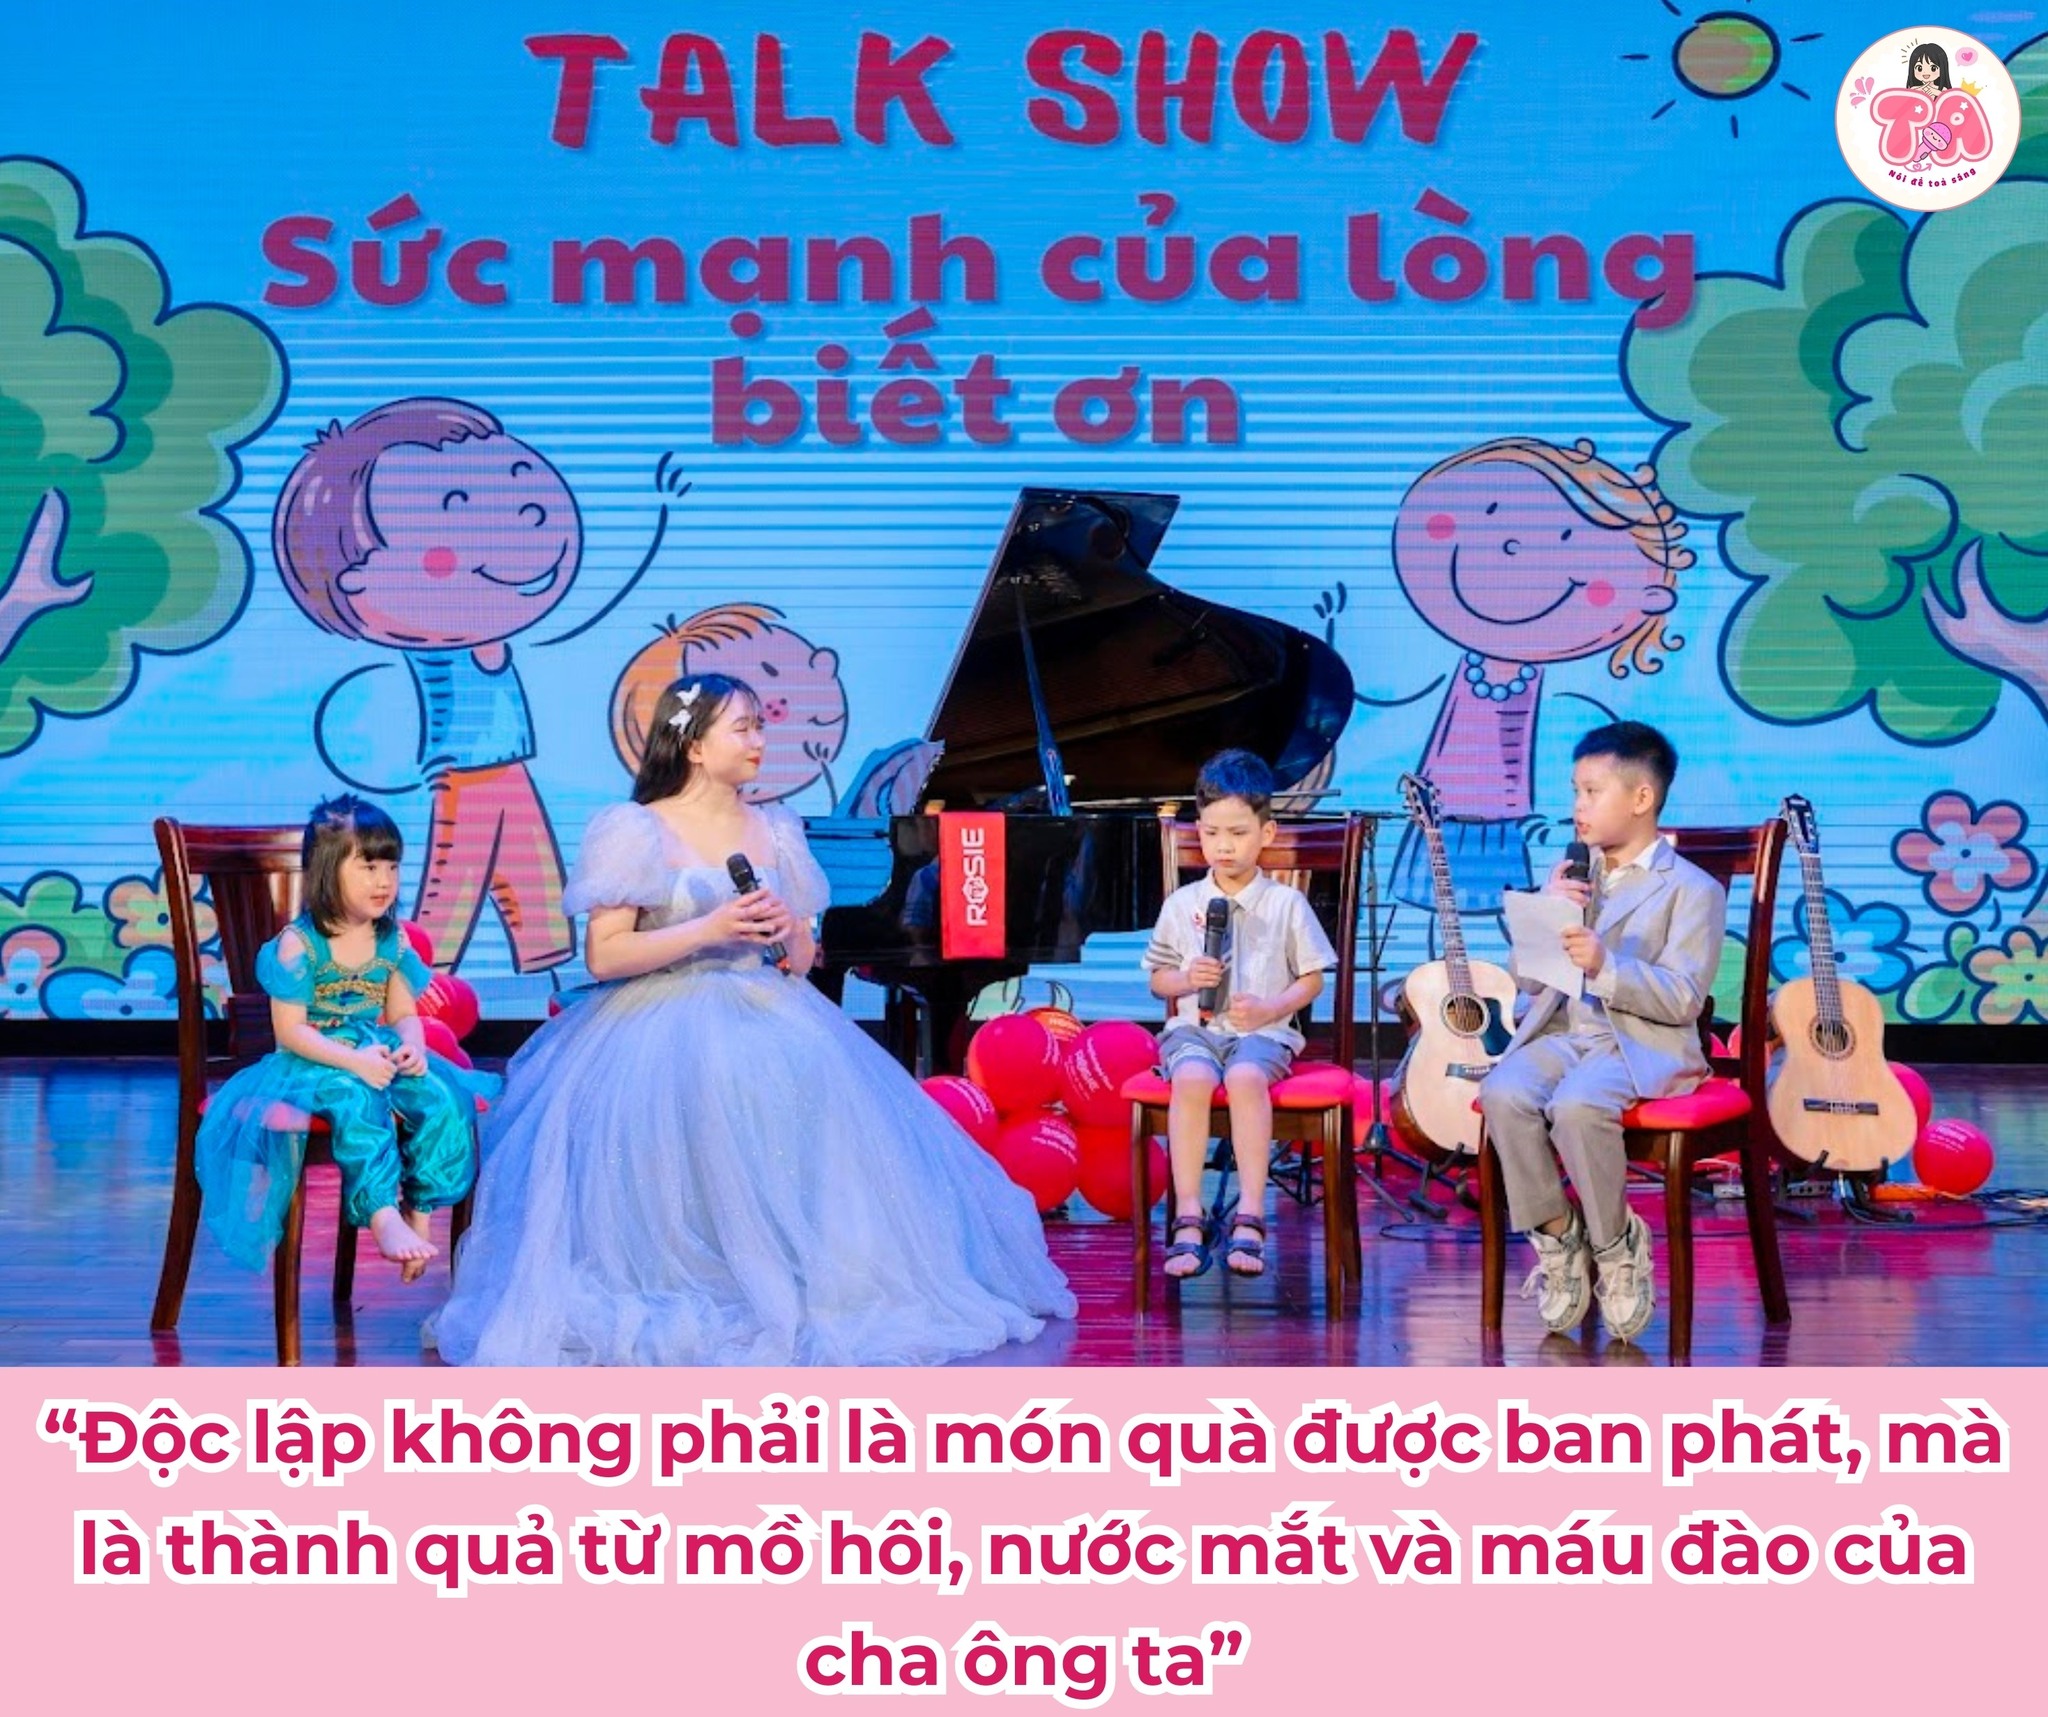 TALK SHOW
Sức mạnh của lòng
biết ơn
TA
Nói để toả sáng
ROSIE
“Độc lập không phải là món quà được ban phát, mà
là thành quả từ mồ hôi, nước mắt và máu đào của
cha ông ta”